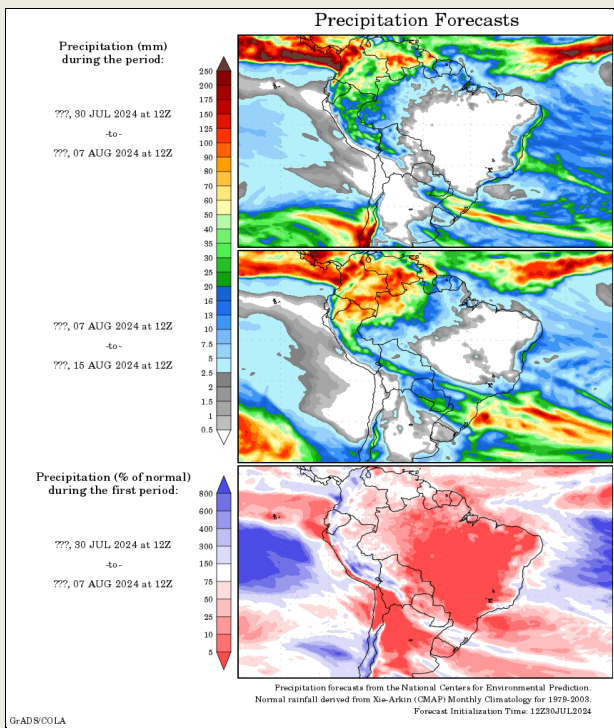 Precipitation Forecasts
Precipitation (mm)
during the period:
???, 30 JUL 2024 at 12Z
-to-
???, 07 AUG 2024 at 12Z
250
200
175
150
125
100
90
80
70
60
50
40
35
30
25
20
16
13
10
7.5
5
2.5
2
1.5
1
0.5
???, 07 AUG 2024 at 12Z
-to-
???, 15 AUG 2024 at 12Z
Precipitation (% of normal)
during the first period:
???, 30 JUL 2024 at 12Z
-to-
???, 07 AUG 2024 at 12Z
800
600
400
300
150
75
50
25
10
5
Precipitation forecasts from the National Centers for Environmental Prediction.
Normal rainfall derived from Xie-Arkin (CMAP) Monthly Climatology for 1979-2003.
Forecast Initialization Time: 12Z30JUL2024
GrADS/COLA